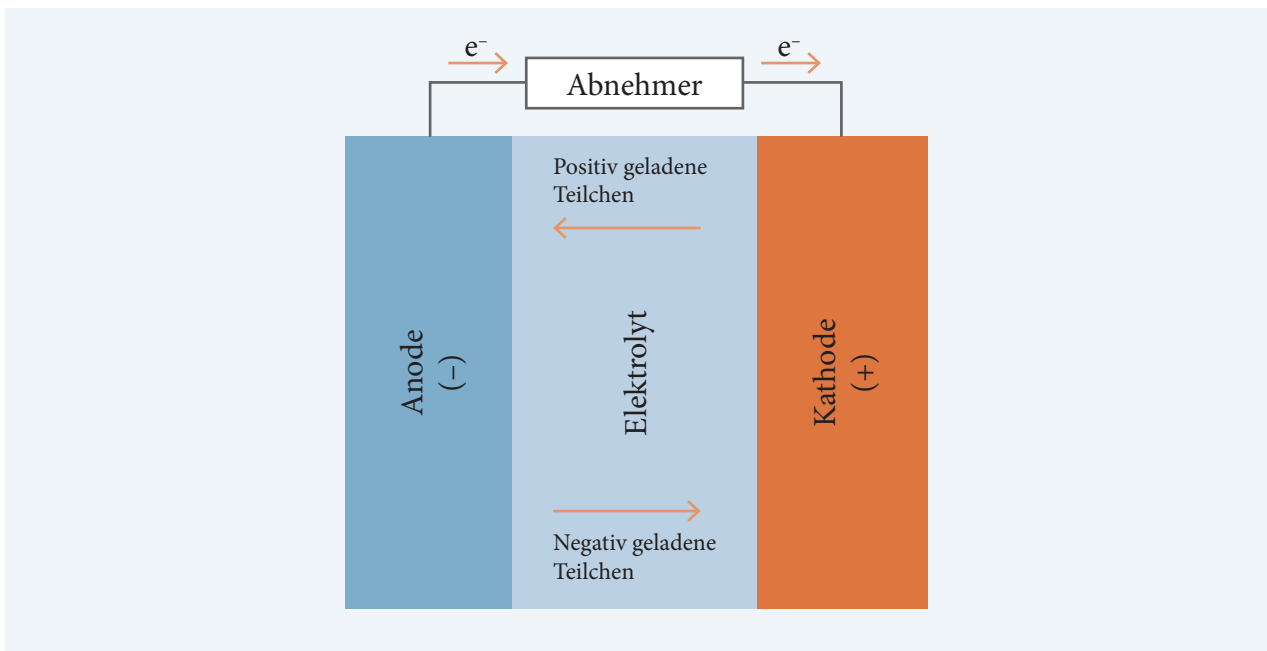 e⁻
e⁻
Abnehmer
Positiv geladene
Teilchen
Anode
(−)
Elektrolyt
Kathode
(+)
Negativ geladene
Teilchen